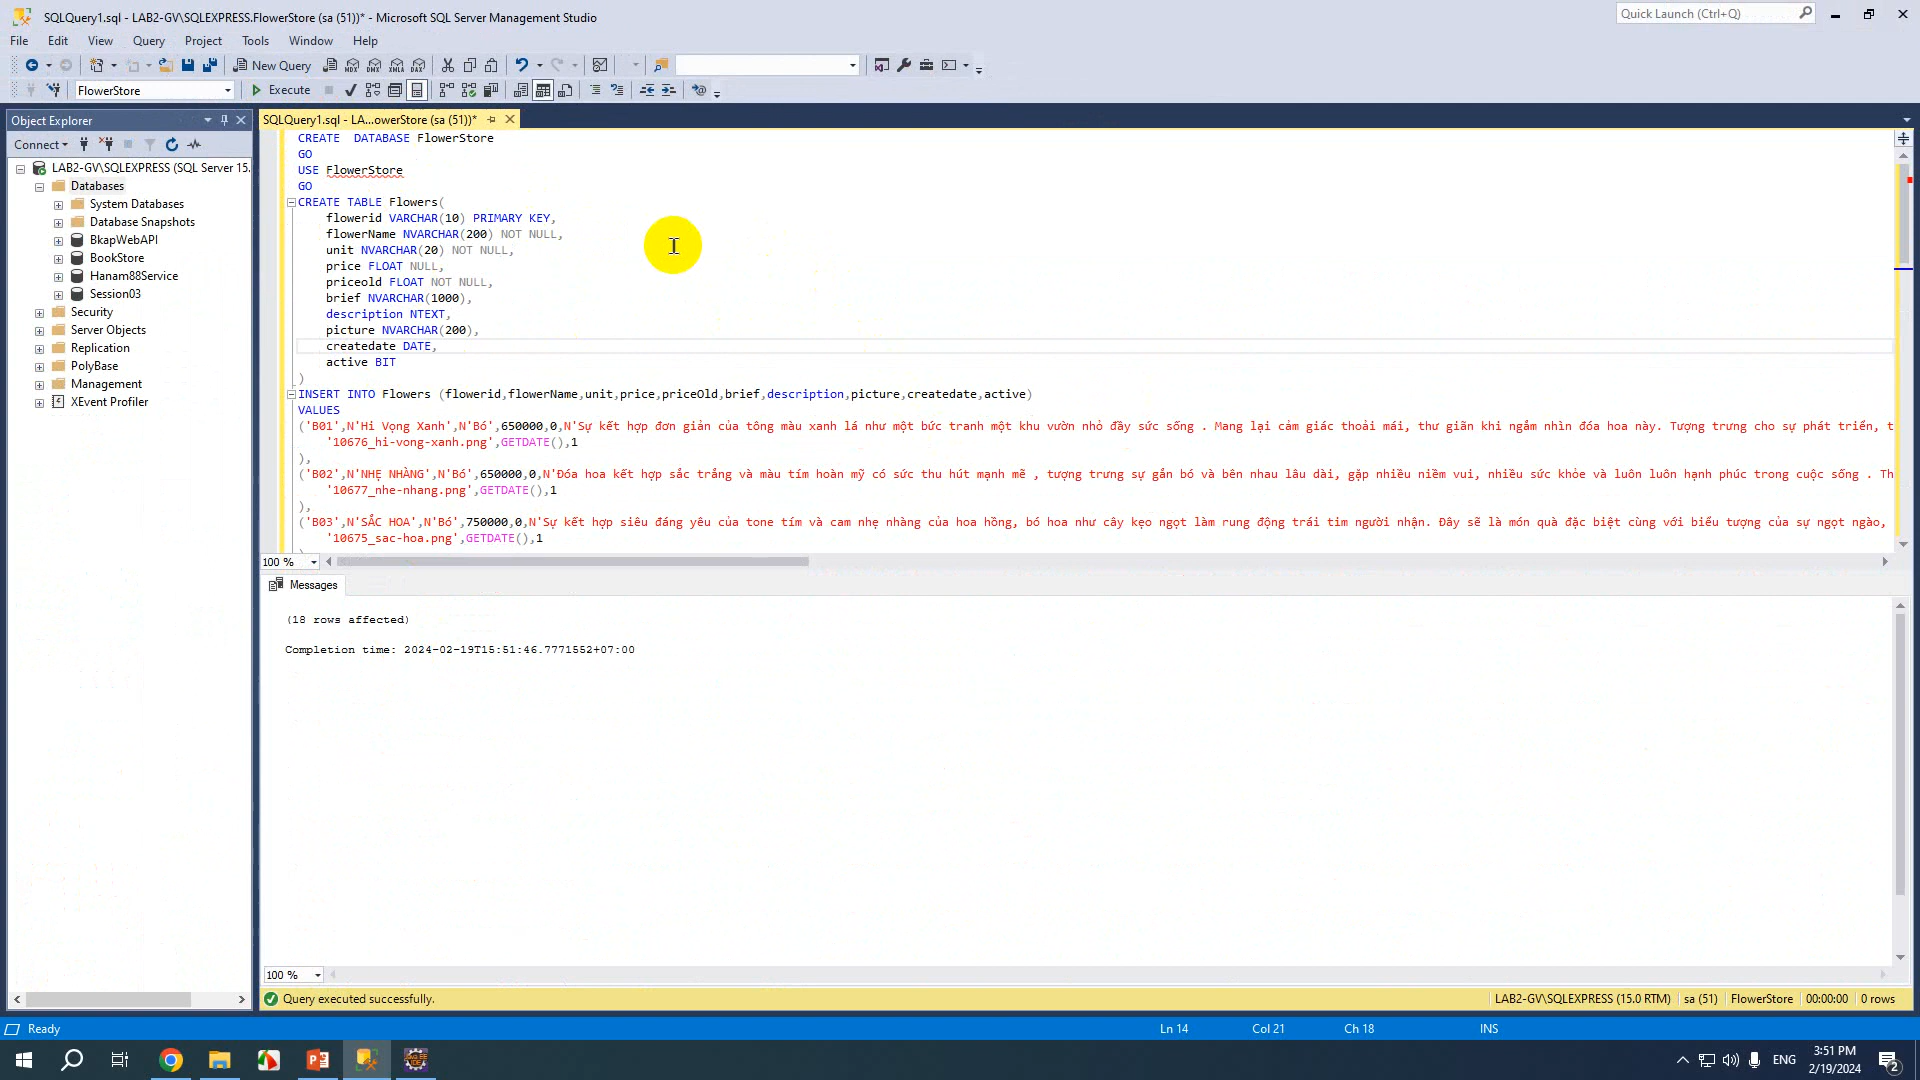 SQLQuery1.sql - LAB2-GV\SQLEXPRESS.FlowerStore (sa (51))* - Microsoft SQL Server Management Studio
Quick Launch (Ctrl+Q)
File Edit View Query Project Tools Window Help
New Query
MDX DMX XMLA DAX
FlowerStore
Execute
Object Explorer
SQLQuery1.sql - LA...owerStore (sa (51))*
Connect
LAB2-GV\SQLEXPRESS (SQL Server 15.
Databases
System Databases
Database Snapshots
BkapWebAPI
BookStore
Hanam88Service
Session03
Security
Server Objects
Replication
PolyBase
Management
XEvent Profiler
CREATE  DATABASE FlowerStore
GO
USE FlowerStore
GO
CREATE TABLE Flowers(
flowerid VARCHAR(10) PRIMARY KEY,
flowerName NVARCHAR(200) NOT NULL,
unit NVARCHAR(20) NOT NULL,
price FLOAT NULL,
priceold FLOAT NOT NULL,
brief NVARCHAR(1000),
description NTEXT,
picture NVARCHAR(200),
createdate DATE,
active BIT
)
INSERT INTO Flowers (flowerid,flowerName,unit,price,priceOld,brief,description,picture,createdate,active)
VALUES
('B01',N'Hi Vọng Xanh',N'Bó',650000,0,N'Sự kết hợp đơn giản của tông màu xanh lá như một bức tranh một khu vườn nhỏ đầy sức sống . Mang lại cảm giác thoải mái, thư giãn khi ngắm nhìn đóa hoa này. Tượng trưng cho sự phát triển, t
'10676_hi-vong-xanh.png',GETDATE(),1
),
('B02',N'NHẸ NHÀNG',N'Bó',650000,0,N'Đóa hoa kết hợp sắc trắng và màu tím hoàn mỹ có sức thu hút mạnh mẽ , tượng trưng sự gắn bó và bên nhau lâu dài, gặp nhiều niềm vui, nhiều sức khỏe và luôn luôn hạnh phúc trong cuộc sống . Th
'10677_nhe-nhang.png',GETDATE(),1
),
('B03',N'SẮC HOA',N'Bó',750000,0,N'Sự kết hợp siêu đáng yêu của tone tím và cam nhẹ nhàng của hoa hồng, bó hoa như cây kẹo ngọt làm rung động trái tim người nhận. Đây sẽ là món quà đặc biệt cùng với biểu tượng của sự ngọt ngào,
'10675_sac-hoa.png',GETDATE(),1
100 %
Messages
(18 rows affected)
Completion time: 2024-02-19T15:51:46.7771552+07:00
100 %
Query executed successfully.
LAB2-GV\SQLEXPRESS (15.0 RTM) sa (51) FlowerStore 00:00:00 0 rows
Ready
Ln 14 Col 21 Ch 18 INS
ENG
3:51 PM
2/19/2024
2